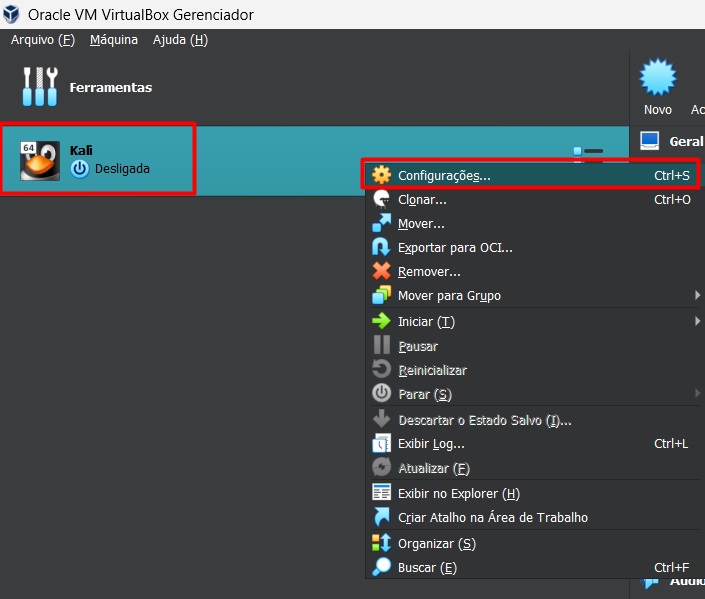 Oracle VM VirtualBox Gerenciador
Arquivo (F) Máquina Ajuda (H)
Ferramentas
Novo
64
Kali
Desligada
Geral
Configurações... Ctrl+S
Clonar... Ctrl+O
Mover...
Exportar para OCI...
Remover...
Mover para Grupo
Iniciar (T)
Pausar
Reinicializar
Parar (S)
Descartar o Estado Salvo (I)...
Exibir Log... Ctrl+L
Atualizar (F)
Exibir no Explorer (H)
Criar Atalho na Área de Trabalho
Organizar (S)
Buscar (E) Ctrl+F